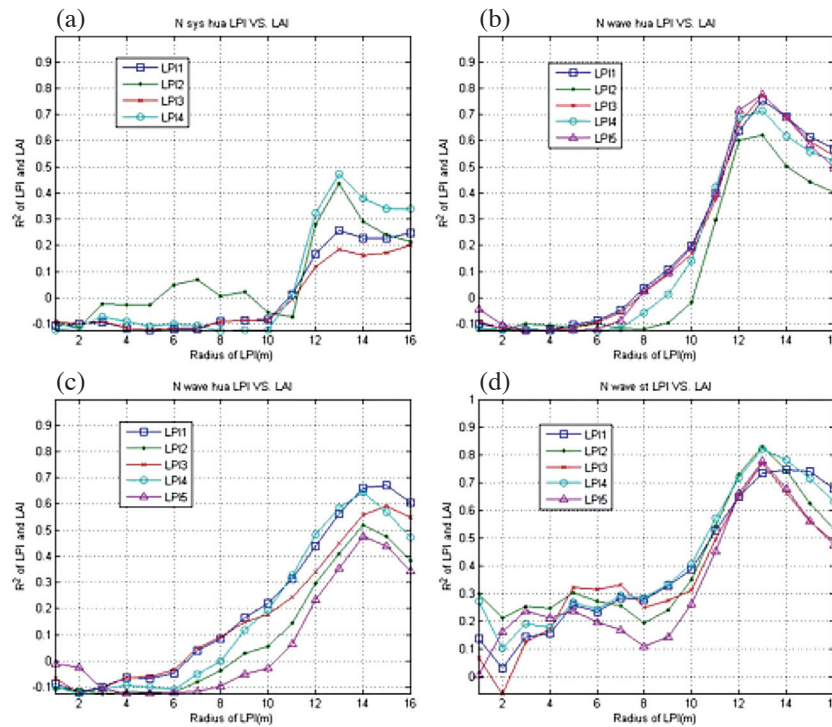 (a)
N sys hua LPI VS. LAI
0.9
0.8
0.7
0.6
0.5
0.4
0.3
0.2
0.1
0
-0.1
R² of LPI and LAI
LPI1
LPI2
LPI3
LPI4
2 4 6 8 10 12 14 16
Radius of LPI(m)
(b)
N wave hua LPI VS. LAI
0.9
0.8
0.7
0.6
0.5
0.4
0.3
0.2
0.1
0
-0.1
R² of LPI and LAI
LPI1
LPI2
LPI3
LPI4
LPI5
2 4 6 8 10 12 14 16
Radius of LPI(m)
(c)
N wave hua LPI VS. LAI
0.9
0.8
0.7
0.6
0.5
0.4
0.3
0.2
0.1
0
-0.1
R² of LPI and LAI
LPI1
LPI2
LPI3
LPI4
LPI5
2 4 6 8 10 12 14 16
Radius of LPI(m)
(d)
N wave st LPI VS. LAI
1
0.9
0.8
0.7
0.6
0.5
0.4
0.3
0.2
0.1
0
R² of LPI and LAI
LPI1
LPI2
LPI3
LPI4
LPI5
2 4 6 8 10 12 14 16
Radius of LPI(m)